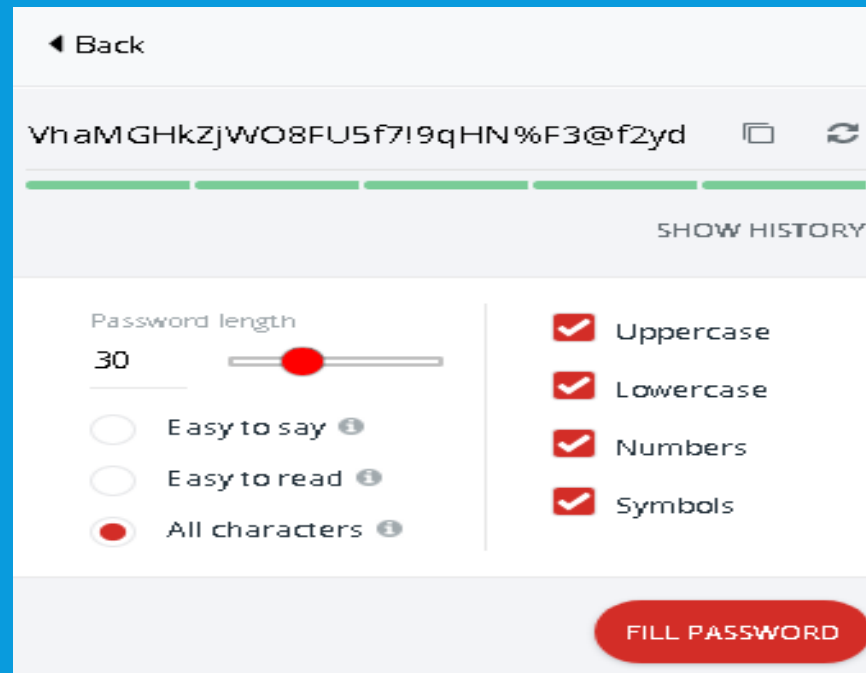 Back
VhaMGHkZjWO8FU5f7!9qHN%F3@f2yd
SHOW HISTORY
Password length
30
Easy to say
Easy to read
All characters
Uppercase
Lowercase
Numbers
Symbols
FILL PASSWORD